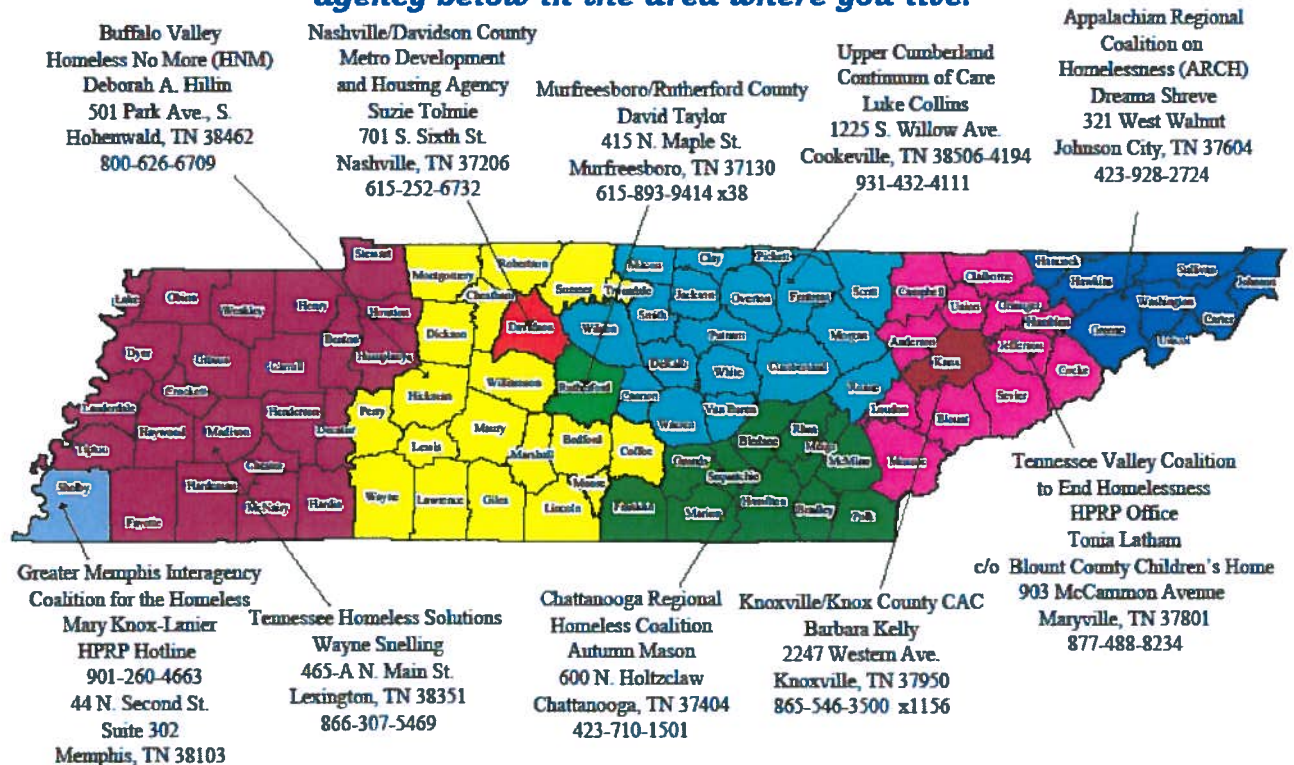 agency below in the area where you live.
Buffalo Valley
Homeless No More (HNM)
Deborah A. Hillin
501 Park Ave., S.
Hohenwald, TN 38462
800-626-6709
Nashville/Davidson County
Metro Development
and Housing Agency
Suzie Tolmie
701 S. Sixth St.
Nashville, TN 37206
615-252-6732
Murfreesboro/Rutherford County
David Taylor
415 N. Maple St.
Murfreesboro, TN 37130
615-893-9414 x38
Upper Cumberland
Continuum of Care
Luke Collins
1225 S. Willow Ave.
Cookeville, TN 38506-4194
931-432-4111
Appalachian Regional
Coalition on
Homelessness (ARCH)
Dreama Shreve
321 West Walnut
Johnson City, TN 37604
423-928-2724
Stewart
Montgomery
Robertson
Sumner
Trousdale
Macon
Clay
Pickett
Scott
Campbell
Claiborne
Hancock
Hawkins
Sullivan
Johnson
Lake
Obion
Weakley
Henry
Houston
Cheatham
Jackson
Overton
Fentress
Union
Grainger
Hamblen
Washington
Carter
Benton
Humphreys
Dickson
Davidson
Wilson
Smith
Putnam
Morgan
Anderson
Knox
Jefferson
Greene
Unicoi
Dyer
Gibson
Carroll
Hickman
Williamson
Rutherford
Cannon
DeKalb
White
Cumberland
Roane
Loudon
Blount
Sevier
Cocke
Crockett
Lauderdale
Haywood
Madison
Henderson
Decatur
Perry
Lewis
Maury
Marshall
Bedford
Coffee
Warren
Van Buren
Bledsoe
Rhea
Meigs
McMinn
Monroe
Tipton
Chester
Grundy
Sequatchie
Shelby
Fayette
Hardeman
McNairy
Hardin
Wayne
Lawrence
Giles
Lincoln
Moore
Franklin
Marion
Hamilton
Bradley
Polk
Greater Memphis Interagency
Coalition for the Homeless
Mary Knox-Lanier
HPRP Hotline
901-260-4663
44 N. Second St.
Suite 302
Memphis, TN 38103
Tennessee Homeless Solutions
Wayne Snelling
465-A N. Main St.
Lexington, TN 38351
866-307-5469
Chattanooga Regional
Homeless Coalition
Autumn Mason
600 N. Holtzclaw
Chattanooga, TN 37404
423-710-1501
Knoxville/Knox County CAC
Barbara Kelly
2247 Western Ave.
Knoxville, TN 37950
865-546-3500 x1156
Tennessee Valley Coalition
to End Homelessness
HPRP Office
Tonia Latham
c/o Blount County Children's Home
903 McCammon Avenue
Maryville, TN 37801
877-488-8234